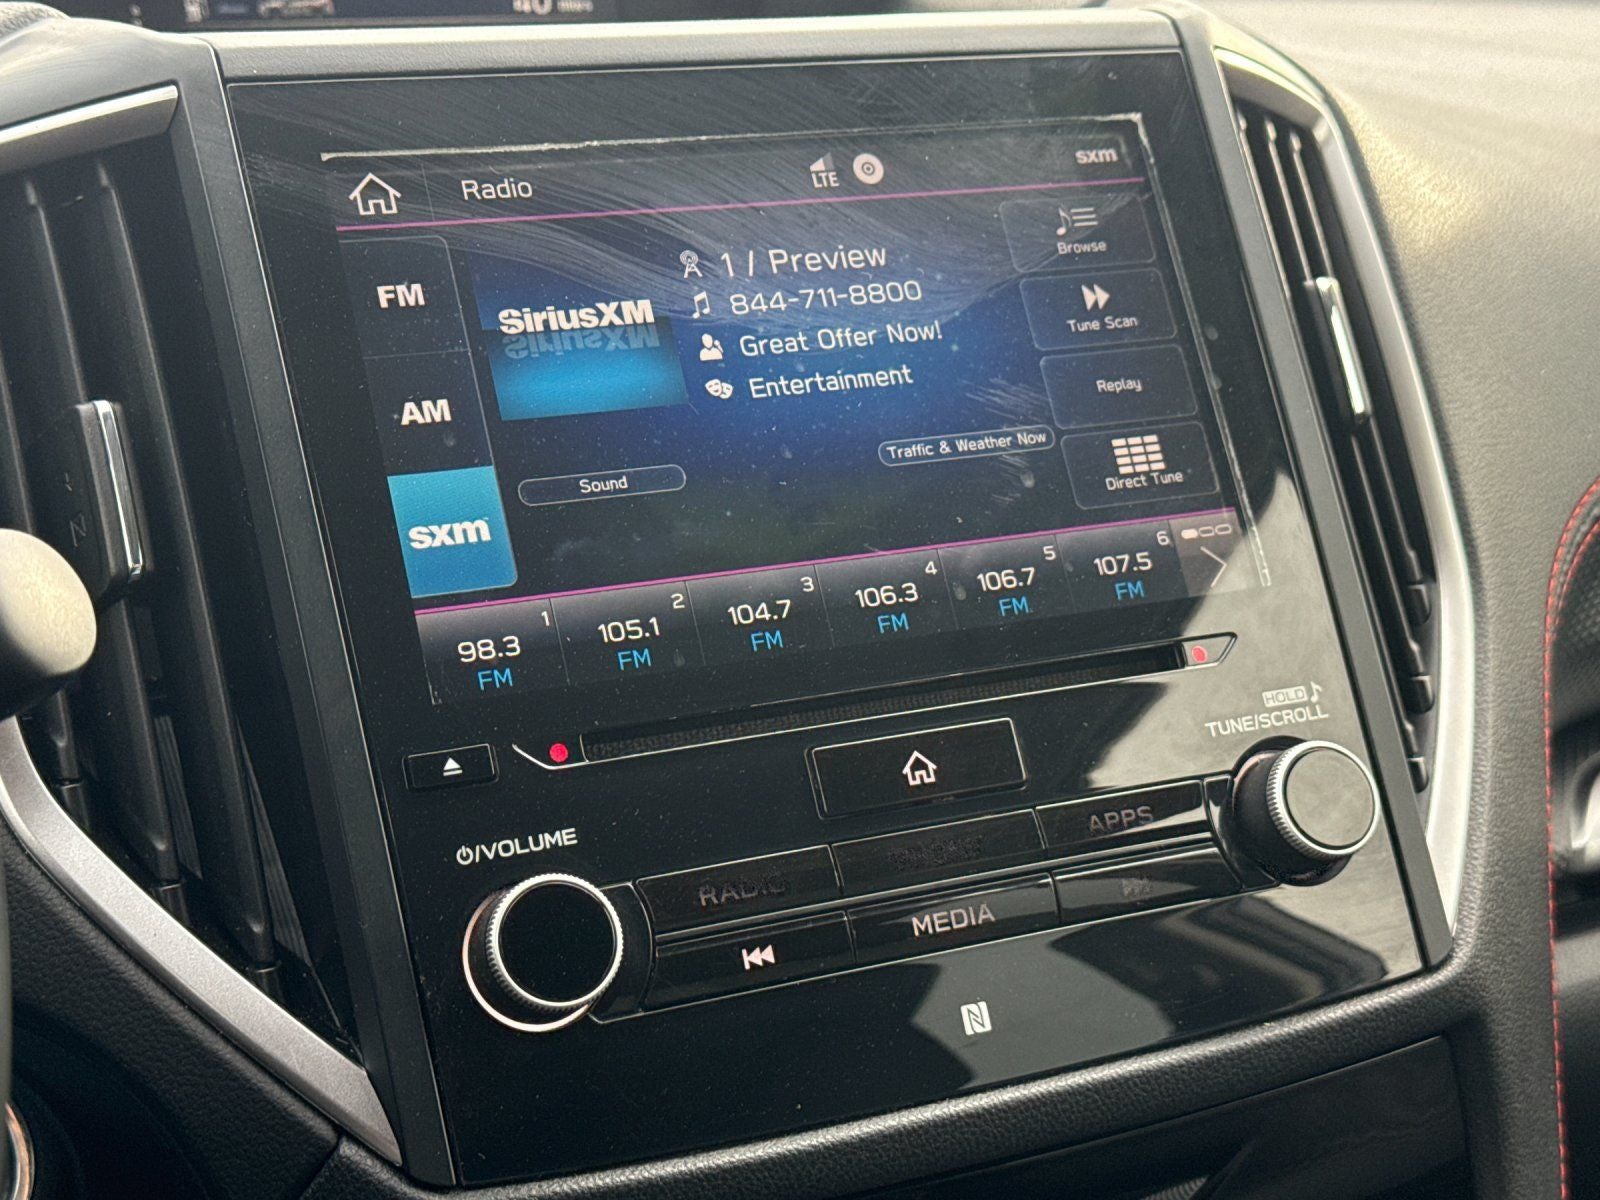 40 miles
Radio
LTE
sxm
FM
AM
sxm
SiriusXM
1 / Preview
844-711-8800
Great Offer Now!
Entertainment
Browse
Tune Scan
Replay
Direct Tune
Sound
Traffic & Weather Now
98.3 1
FM
105.1 2
FM
104.7 3
FM
106.3 4
FM
106.7 5
FM
107.5 6
FM
HOLD
TUNE/SCROLL
/VOLUME
RADIO
APPS
MEDIA
N